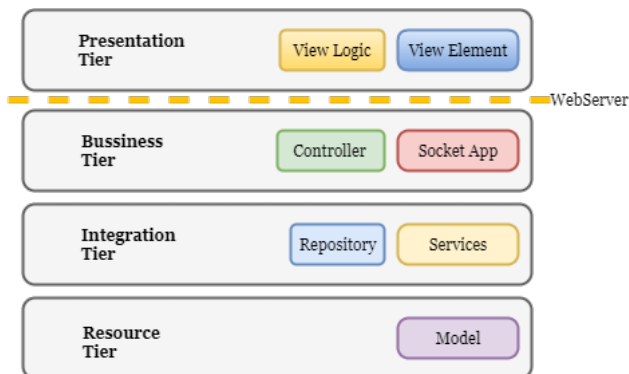 Presentation
Tier
View Logic
View Element
WebServer
Bussiness
Tier
Controller
Socket App
Integration
Tier
Repository
Services
Resource
Tier
Model